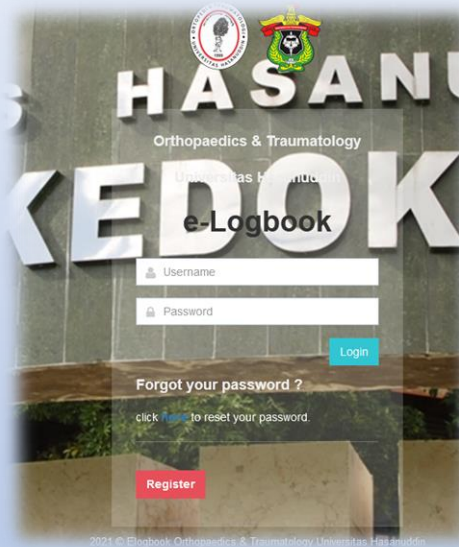 HASANU
Orthopaedics & Traumatology
KEDOK
Universitas Hasanuddin
e-Logbook
Username
Password
Login
Forgot your password ?
click here to reset your password.
Register
2021 © Elogbook Orthopaedics & Traumatology Universitas Hasanuddin